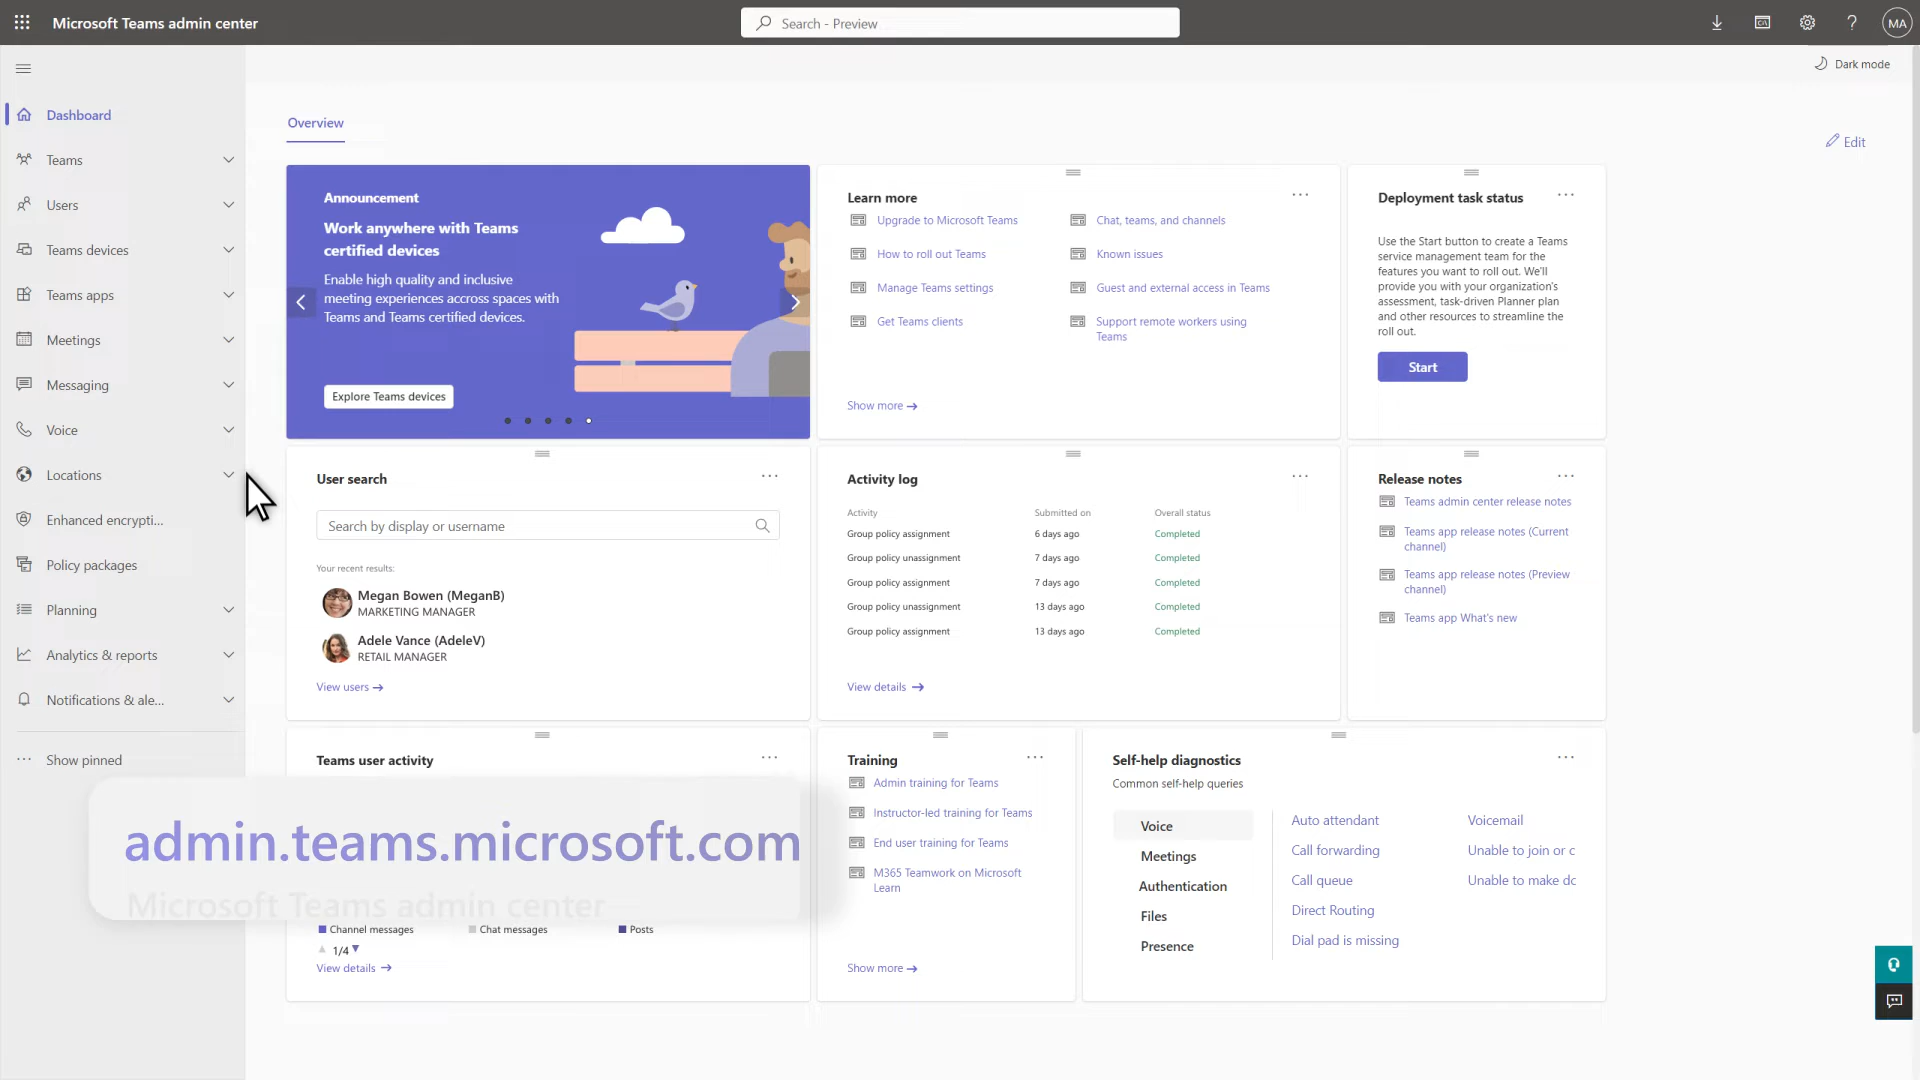 Microsoft Teams admin center
Search - Preview
MA
Dark mode
Dashboard
Teams
Users
Teams devices
Teams apps
Meetings
Messaging
Voice
Locations
Enhanced encrypti...
Policy packages
Planning
Analytics & reports
Notifications & ale...
Show pinned
Overview
Edit
Announcement
Work anywhere with Teams
certified devices
Enable high quality and inclusive
meeting experiences accross spaces with
Teams and Teams certified devices.
Explore Teams devices
Learn more
Upgrade to Microsoft Teams
How to roll out Teams
Manage Teams settings
Get Teams clients
Chat, teams, and channels
Known issues
Guest and external access in Teams
Support remote workers using
Teams
Show more
Deployment task status
Use the Start button to create a Teams
service management team for the
features you want to roll out. We'll
provide you with your organization's
assessment, task-driven Planner plan
and other resources to streamline the
roll out.
Start
User search
Search by display or username
Your recent results:
Megan Bowen (MeganB)
MARKETING MANAGER
Adele Vance (AdeleV)
RETAIL MANAGER
View users
Activity log
Activity Submitted on Overall status
Group policy assignment 6 days ago Completed
Group policy unassignment 7 days ago Completed
Group policy assignment 7 days ago Completed
Group policy unassignment 13 days ago Completed
Group policy assignment 13 days ago Completed
View details
Release notes
Teams admin center release notes
Teams app release notes (Current
channel)
Teams app release notes (Preview
channel)
Teams app What's new
Teams user activity
admin.teams.microsoft.com
Microsoft Teams admin center
Channel messages Chat messages Posts
1/4
View details
Training
Admin training for Teams
Instructor-led training for Teams
End user training for Teams
M365 Teamwork on Microsoft
Learn
Show more
Self-help diagnostics
Common self-help queries
Voice
Meetings
Authentication
Files
Presence
Auto attendant
Call forwarding
Call queue
Direct Routing
Dial pad is missing
Voicemail
Unable to join or c
Unable to make dc